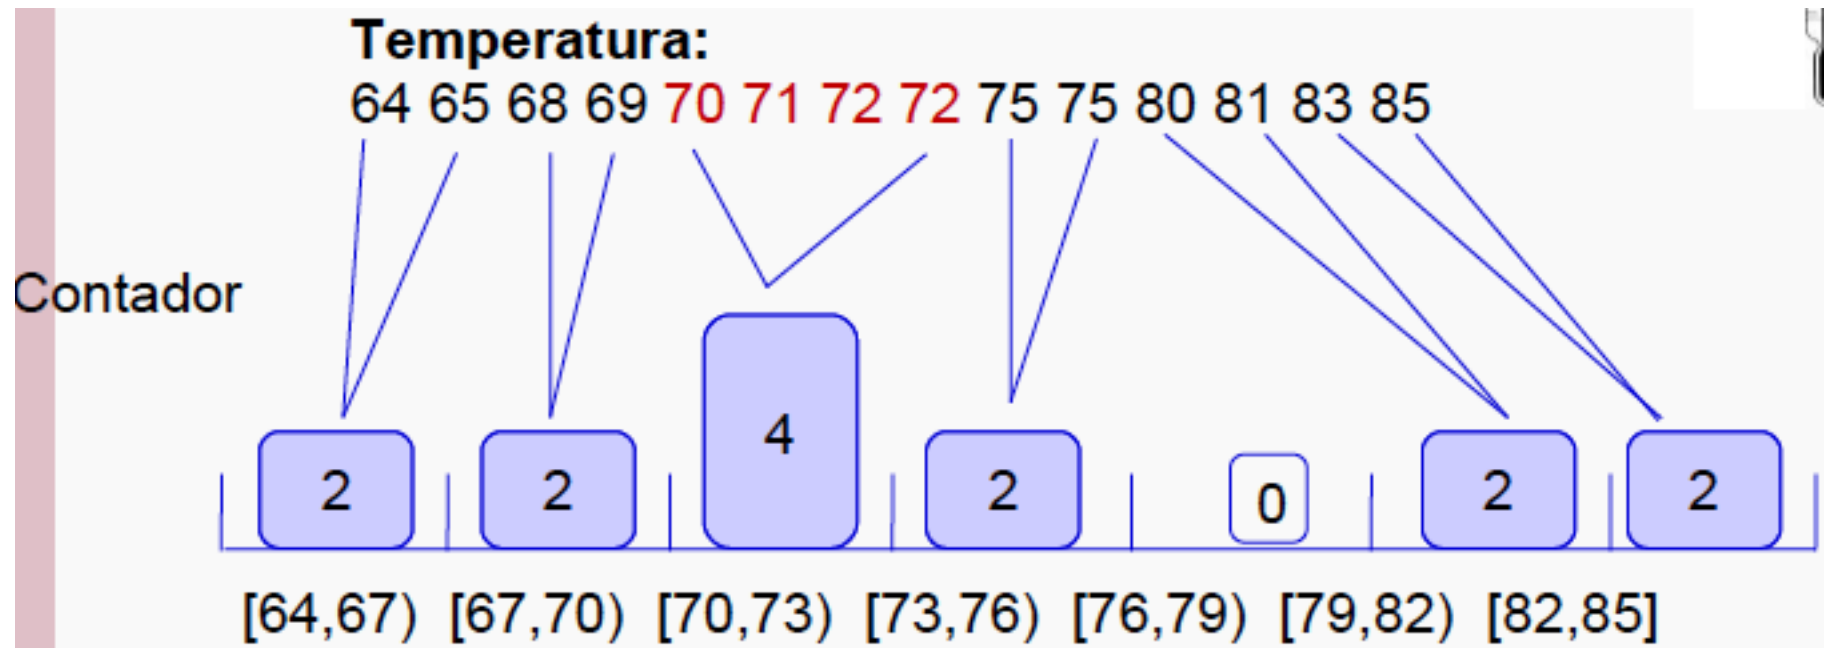 Temperatura:
64 65 68 69 70 71 72 72 75 75 80 81 83 85
Contador
2 2 4 2 0 2 2
[64,67) [67,70) [70,73) [73,76) [76,79) [79,82) [82,85]